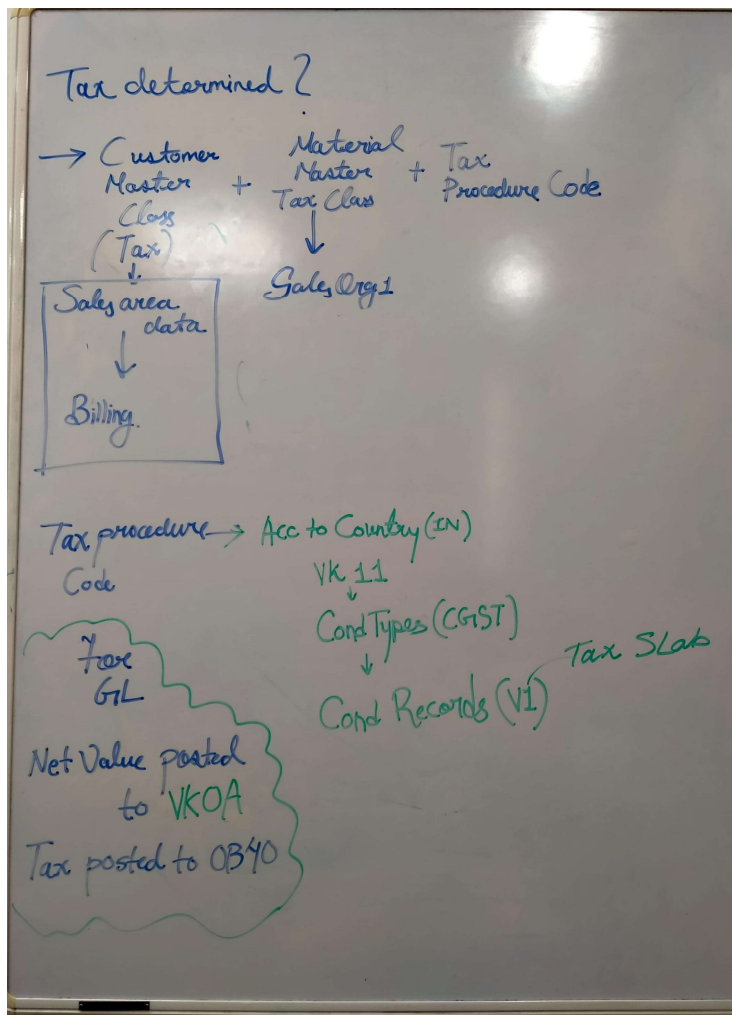 Tax determined ?
→ Customer Master Class (Tax) + Material Master Tax Class + Tax Procedure Code
↓
Sales area data
↓
Billing
↓
Sales Org 1
Tax procedure Code → Acc to Country (IN)
VK 11
↓
Cond Types (CGST)
↓
Cond Records (V1) Tax SLab
For
GL
Net Value posted
to VKOA
Tax posted to OB40